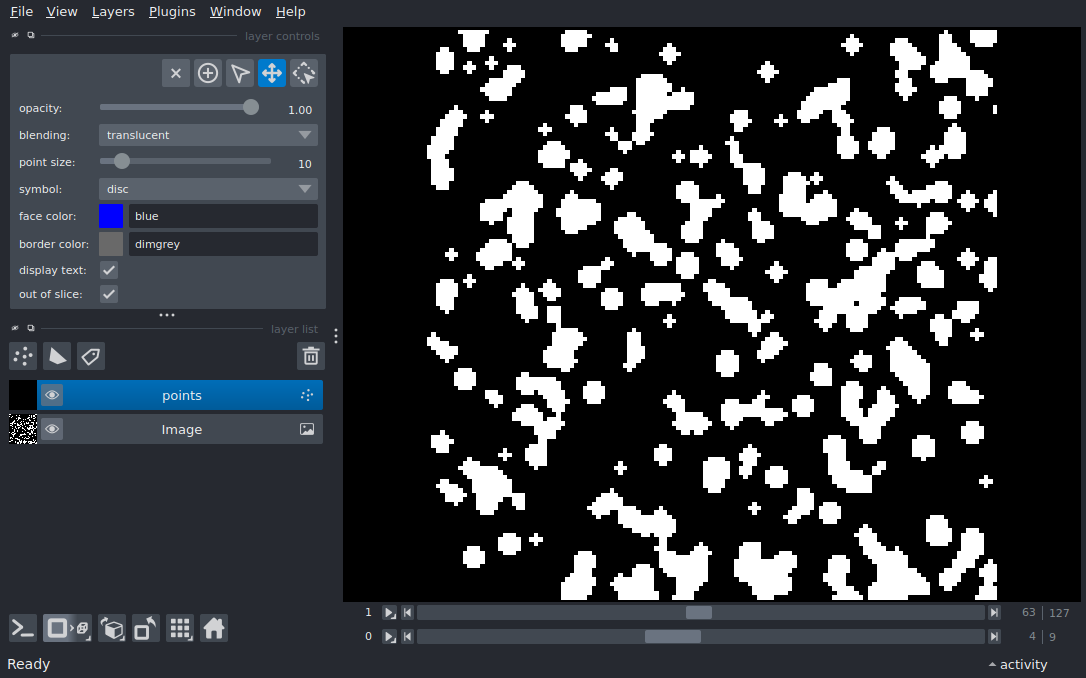 File View Layers Plugins Window Help
layer controls
opacity: 1.00
blending: translucent
point size: 10
symbol: disc
face color: blue
border color: dimgrey
display text:
out of slice:
layer list
points
Image
1 63 127
0 4 9
Ready activity